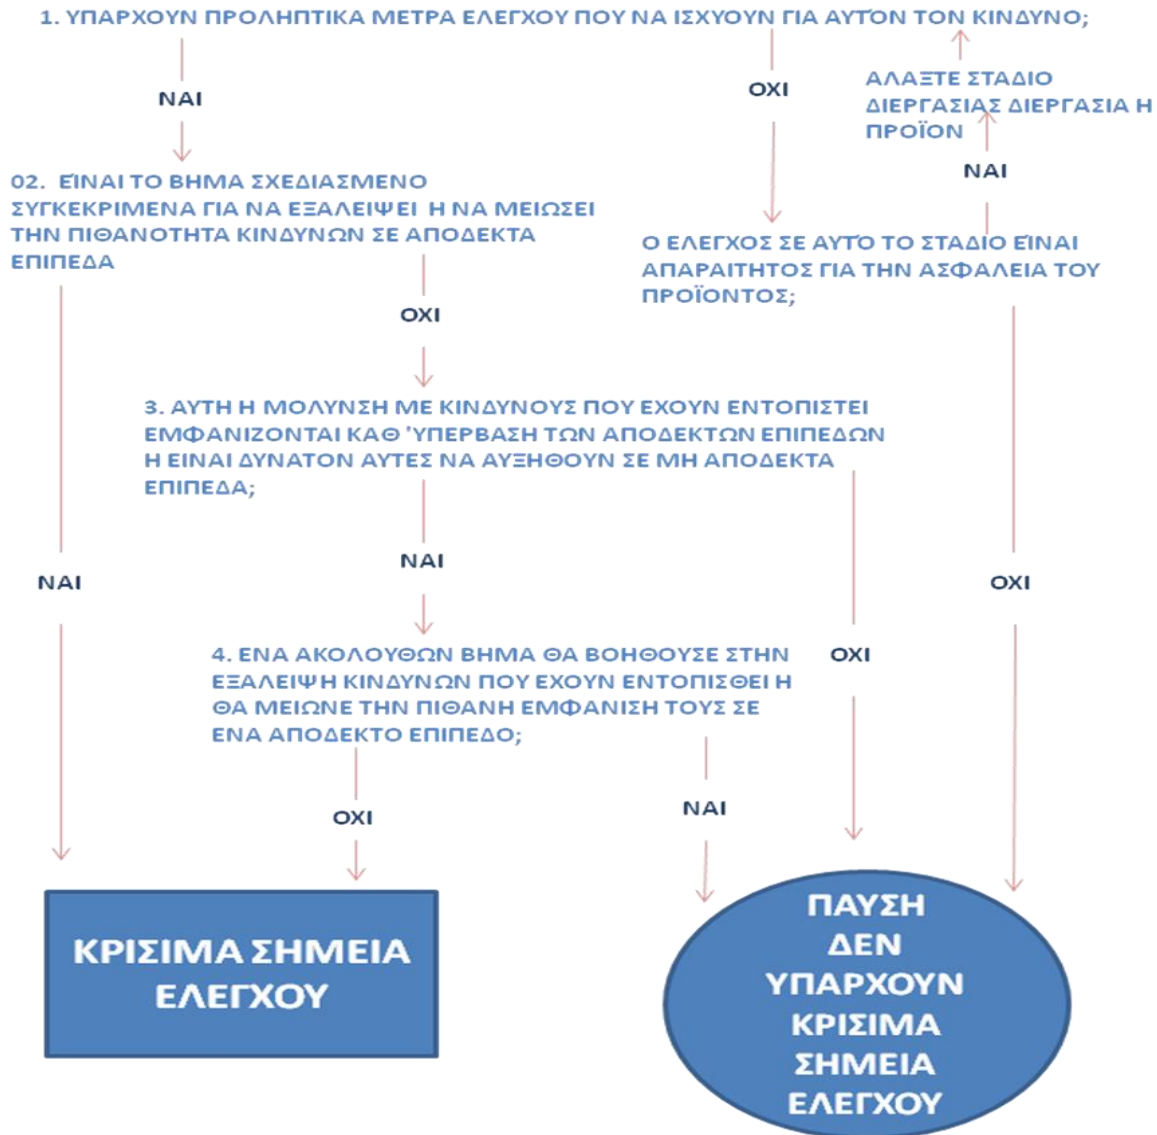 1. ΥΠΑΡΧΟΥΝ ΠΡΟΛΗΠΤΙΚΑ ΜΕΤΡΑ ΕΛΕΓΧΟΥ ΠΟΥ ΝΑ ΙΣΧΥΟΥΝ ΓΙΑ ΑΥΤΌΝ ΤΟΝ ΚΙΝΔΥΝΟ;
ΝΑΙ
ΟΧΙ
ΑΛΑΞΤΕ ΣΤΑΔΙΟ
ΔΙΕΡΓΑΣΙΑΣ ΔΙΕΡΓΑΣΙΑ Η
ΠΡΟΪΟΝ
ΝΑΙ
02. ΕΊΝΑΙ ΤΟ ΒΗΜΑ ΣΧΕΔΙΑΣΜΕΝΟ
ΣΥΓΚΕΚΡΙΜΕΝΑ ΓΙΑ ΝΑ ΕΞΑΛΕΙΨΕΙ Η ΝΑ ΜΕΙΩΣΕΙ
ΤΗΝ ΠΙΘΑΝΟΤΗΤΑ ΚΙΝΔΥΝΩΝ ΣΕ ΑΠΟΔΕΚΤΑ
ΕΠΙΠΕΔΑ
Ο ΕΛΕΓΧΟΣ ΣΕ ΑΥΤΌ ΤΟ ΣΤΑΔΙΟ ΕΊΝΑΙ
ΑΠΑΡΑΙΤΗΤΟΣ ΓΙΑ ΤΗΝ ΑΣΦΑΛΕΙΑ ΤΟΥ
ΠΡΟΪΟΝΤΟΣ;
ΟΧΙ
3. ΑΥΤΗ Η ΜΟΛΥΝΣΗ ΜΕ ΚΙΝΔΥΝΟΥΣ ΠΟΥ ΕΧΟΥΝ ΕΝΤΟΠΙΣΤΕΙ
ΕΜΦΑΝΙΖΟΝΤΑΙ ΚΑΘ 'ΥΠΕΡΒΑΣΗ ΤΩΝ ΑΠΟΔΕΚΤΩΝ ΕΠΙΠΕΔΩΝ
Η ΕΙΝΑΙ ΔΥΝΑΤΟΝ ΑΥΤΕΣ ΝΑ ΑΥΞΗΘΟΥΝ ΣΕ ΜΗ ΑΠΟΔΕΚΤΑ
ΕΠΙΠΕΔΑ;
ΝΑΙ
ΝΑΙ
ΟΧΙ
4. ΕΝΑ ΑΚΟΛΟΥΘΩΝ ΒΗΜΑ ΘΑ ΒΟΗΘΟΥΣΕ ΣΤΗΝ
ΕΞΑΛΕΙΨΗ ΚΙΝΔΥΝΩΝ ΠΟΥ ΕΧΟΥΝ ΕΝΤΟΠΙΣΘΕΙ Η
ΘΑ ΜΕΙΩΝΕ ΤΗΝ ΠΙΘΑΝΗ ΕΜΦΑΝΙΣΗ ΤΟΥΣ ΣΕ
ΕΝΑ ΑΠΟΔΕΚΤΟ ΕΠΙΠΕΔΟ;
ΟΧΙ
ΟΧΙ
ΝΑΙ
ΚΡΙΣΙΜΑ ΣΗΜΕΙΑ
ΕΛΕΓΧΟΥ
ΠΑΥΣΗ
ΔΕΝ
ΥΠΑΡΧΟΥΝ
ΚΡΙΣΙΜΑ
ΣΗΜΕΙΑ
ΕΛΕΓΧΟΥ